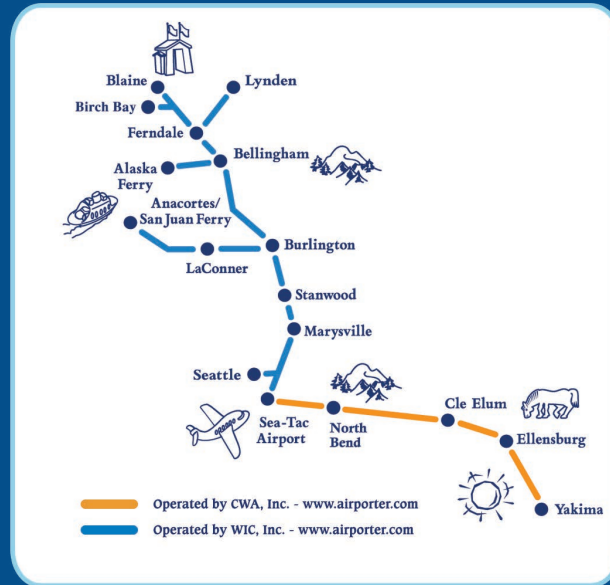 Blaine
Lynden
Birch Bay
Ferndale
Bellingham
Alaska
Ferry
Anacortes/
San Juan Ferry
Burlington
LaConner
Stanwood
Marysville
Seattle
Sea-Tac
Airport
North
Bend
Cle Elum
Ellensburg
Yakima
Operated by CWA, Inc. - www.airporter.com
Operated by WIC, Inc. - www.airporter.com